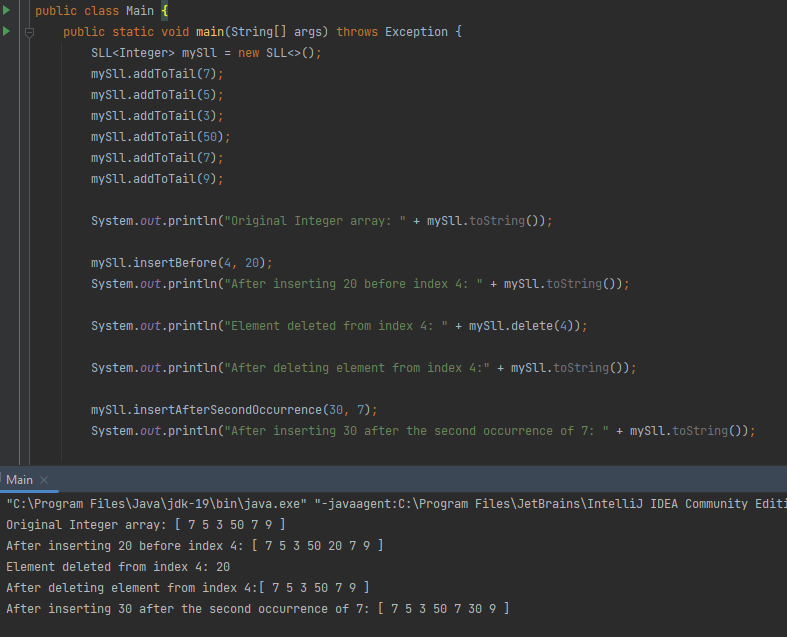 public class Main {
public static void main(String[] args) throws Exception {
SLL<Integer> mySll = new SLL<>();
mySll.addToTail(7);
mySll.addToTail(5);
mySll.addToTail(3);
mySll.addToTail(50);
mySll.addToTail(7);
mySll.addToTail(9);
System.out.println("Original Integer array: " + mySll.toString());
mySll.insertBefore(4, 20);
System.out.println("After inserting 20 before index 4: " + mySll.toString());
System.out.println("Element deleted from index 4: " + mySll.delete(4));
System.out.println("After deleting element from index 4:" + mySll.toString());
mySll.insertAfterSecondOccurrence(30, 7);
System.out.println("After inserting 30 after the second occurrence of 7: " + mySll.toString());
Main
"C:\Program Files\Java\jdk-19\bin\java.exe" "-javaagent:C:\Program Files\JetBrains\IntelliJ IDEA Community Editi
Original Integer array: [ 7 5 3 50 7 9 ]
After inserting 20 before index 4: [ 7 5 3 50 20 7 9 ]
Element deleted from index 4: 20
After deleting element from index 4:[ 7 5 3 50 7 9 ]
After inserting 30 after the second occurrence of 7: [ 7 5 3 50 7 30 9 ]